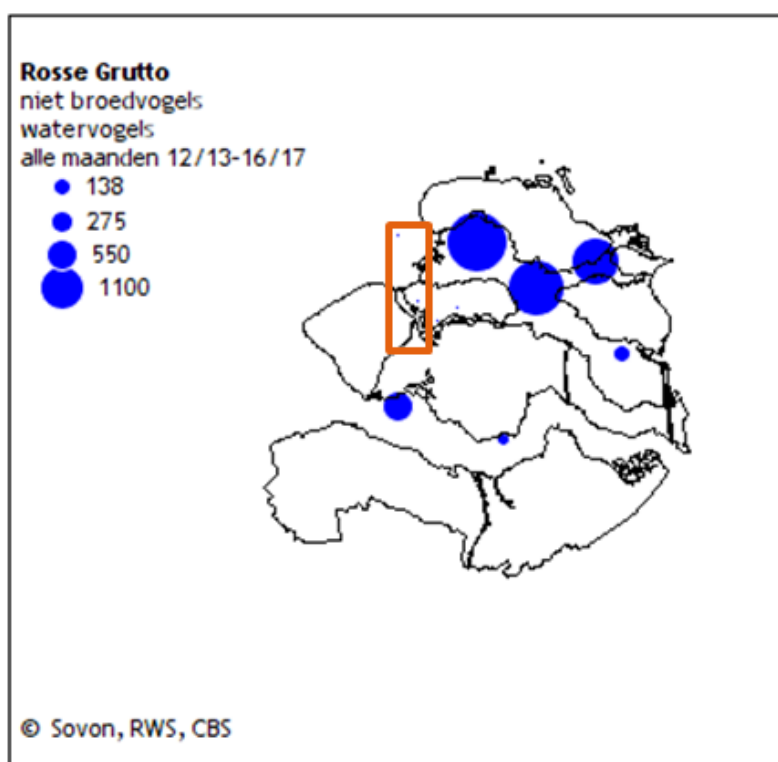 Rosse Grutto
niet broedvogels
watervogels
alle maanden 12/13-16/17
138
275
550
1100
© Sovon, RWS, CBS